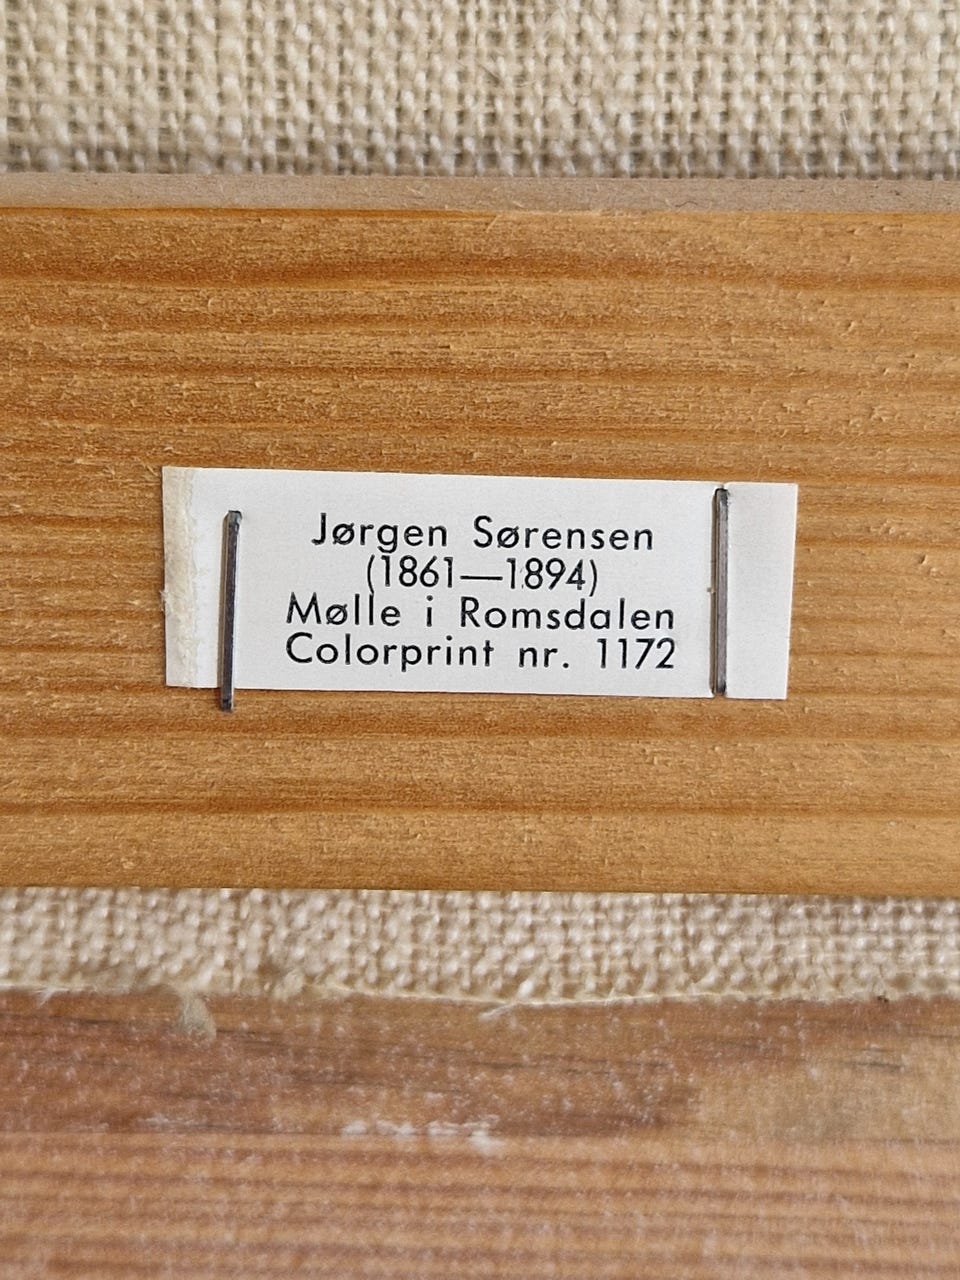 Jørgen Sørensen
(1861—1894)
Mølle i Romsdalen
Colorprint nr. 1172